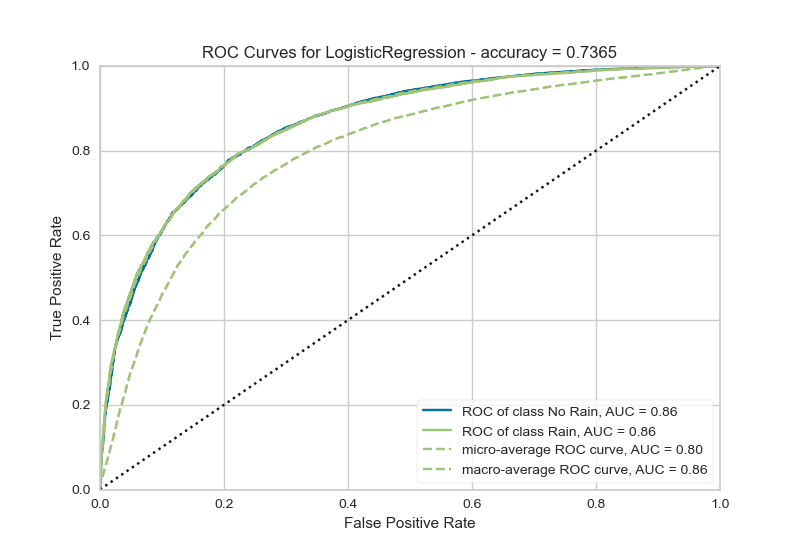 ROC Curves for LogisticRegression - accuracy = 0.7365
1.0
0.8
0.6
0.4
0.2
0.0
True Positive Rate
ROC of class No Rain, AUC = 0.86
ROC of class Rain, AUC = 0.86
micro-average ROC curve, AUC = 0.80
macro-average ROC curve, AUC = 0.86
0.0 0.2 0.4 0.6 0.8 1.0
False Positive Rate